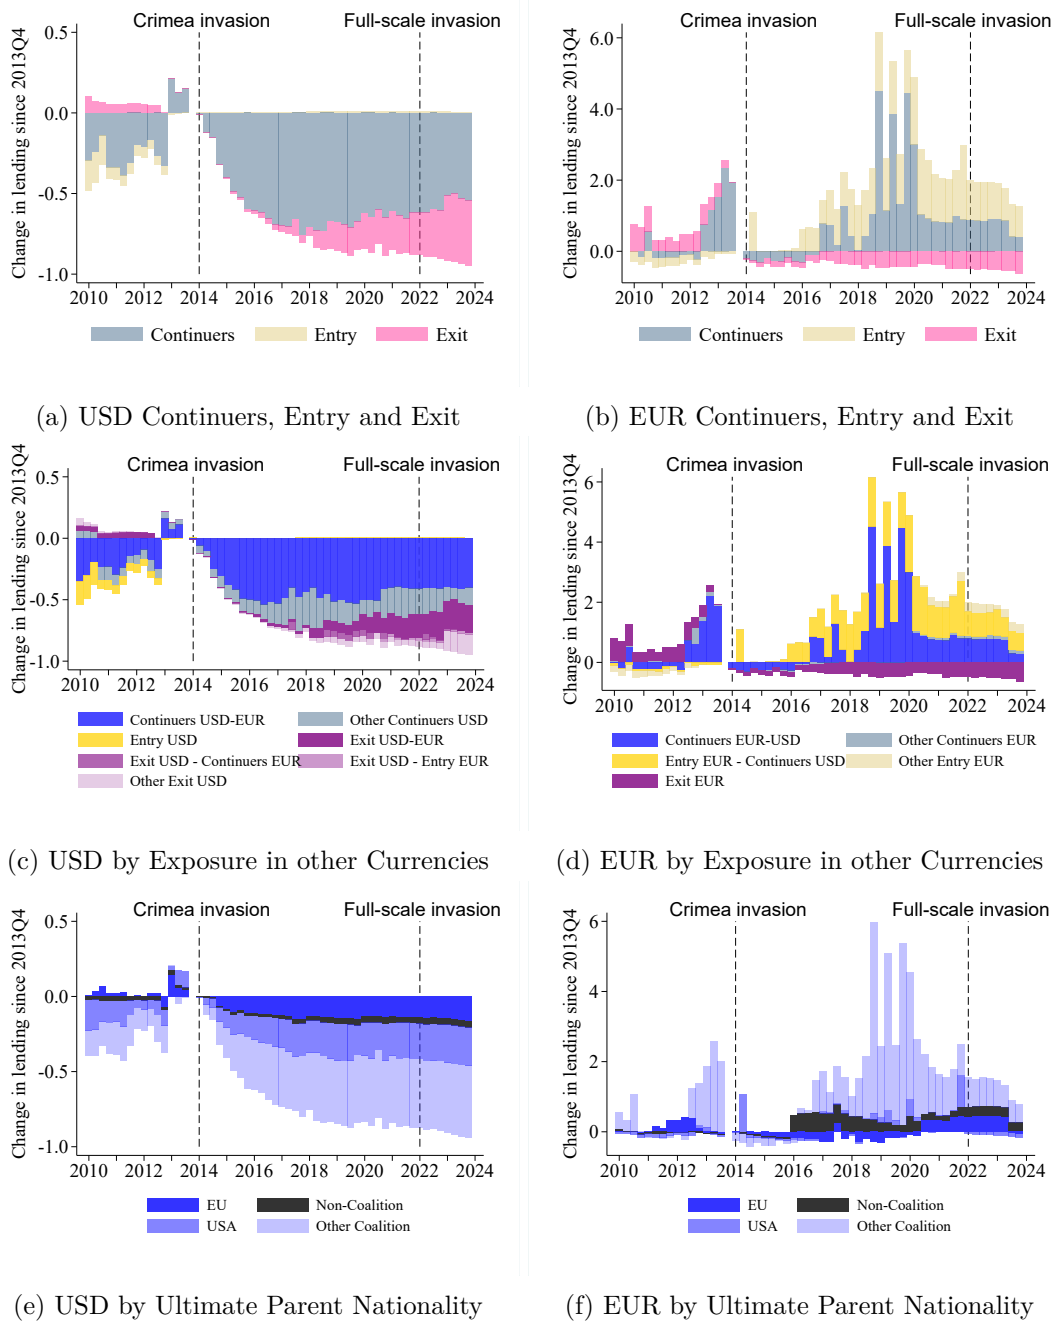 Crimea invasion
Full-scale invasion
Change in lending since 2013Q4
0.5
0.0
-0.5
-1.0
2010 2012 2014 2016 2018 2020 2022 2024
Continuers Entry Exit
(a) USD Continuers, Entry and Exit
Crimea invasion
Full-scale invasion
Change in lending since 2013Q4
6.0
4.0
2.0
0.0
2010 2012 2014 2016 2018 2020 2022 2024
Continuers Entry Exit
(b) EUR Continuers, Entry and Exit
Crimea invasion
Full-scale invasion
Change in lending since 2013Q4
0.5
0.0
-0.5
-1.0
2010 2012 2014 2016 2018 2020 2022 2024
Continuers USD-EUR Other Continuers USD
Entry USD Exit USD-EUR
Exit USD - Continuers EUR Exit USD - Entry EUR
Other Exit USD
(c) USD by Exposure in other Currencies
Crimea invasion
Full-scale invasion
Change in lending since 2013Q4
6
4
2
0
2010 2012 2014 2016 2018 2020 2022 2024
Continuers EUR-USD Other Continuers EUR
Entry EUR - Continuers USD Other Entry EUR
Exit EUR
(d) EUR by Exposure in other Currencies
Crimea invasion
Full-scale invasion
Change in lending since 2013Q4
0.5
0.0
-0.5
-1.0
2010 2012 2014 2016 2018 2020 2022 2024
EU Non-Coalition
USA Other Coalition
(e) USD by Ultimate Parent Nationality
Crimea invasion
Full-scale invasion
Change in lending since 2013Q4
6
4
2
0
2010 2012 2014 2016 2018 2020 2022 2024
EU Non-Coalition
USA Other Coalition
(f) EUR by Ultimate Parent Nationality